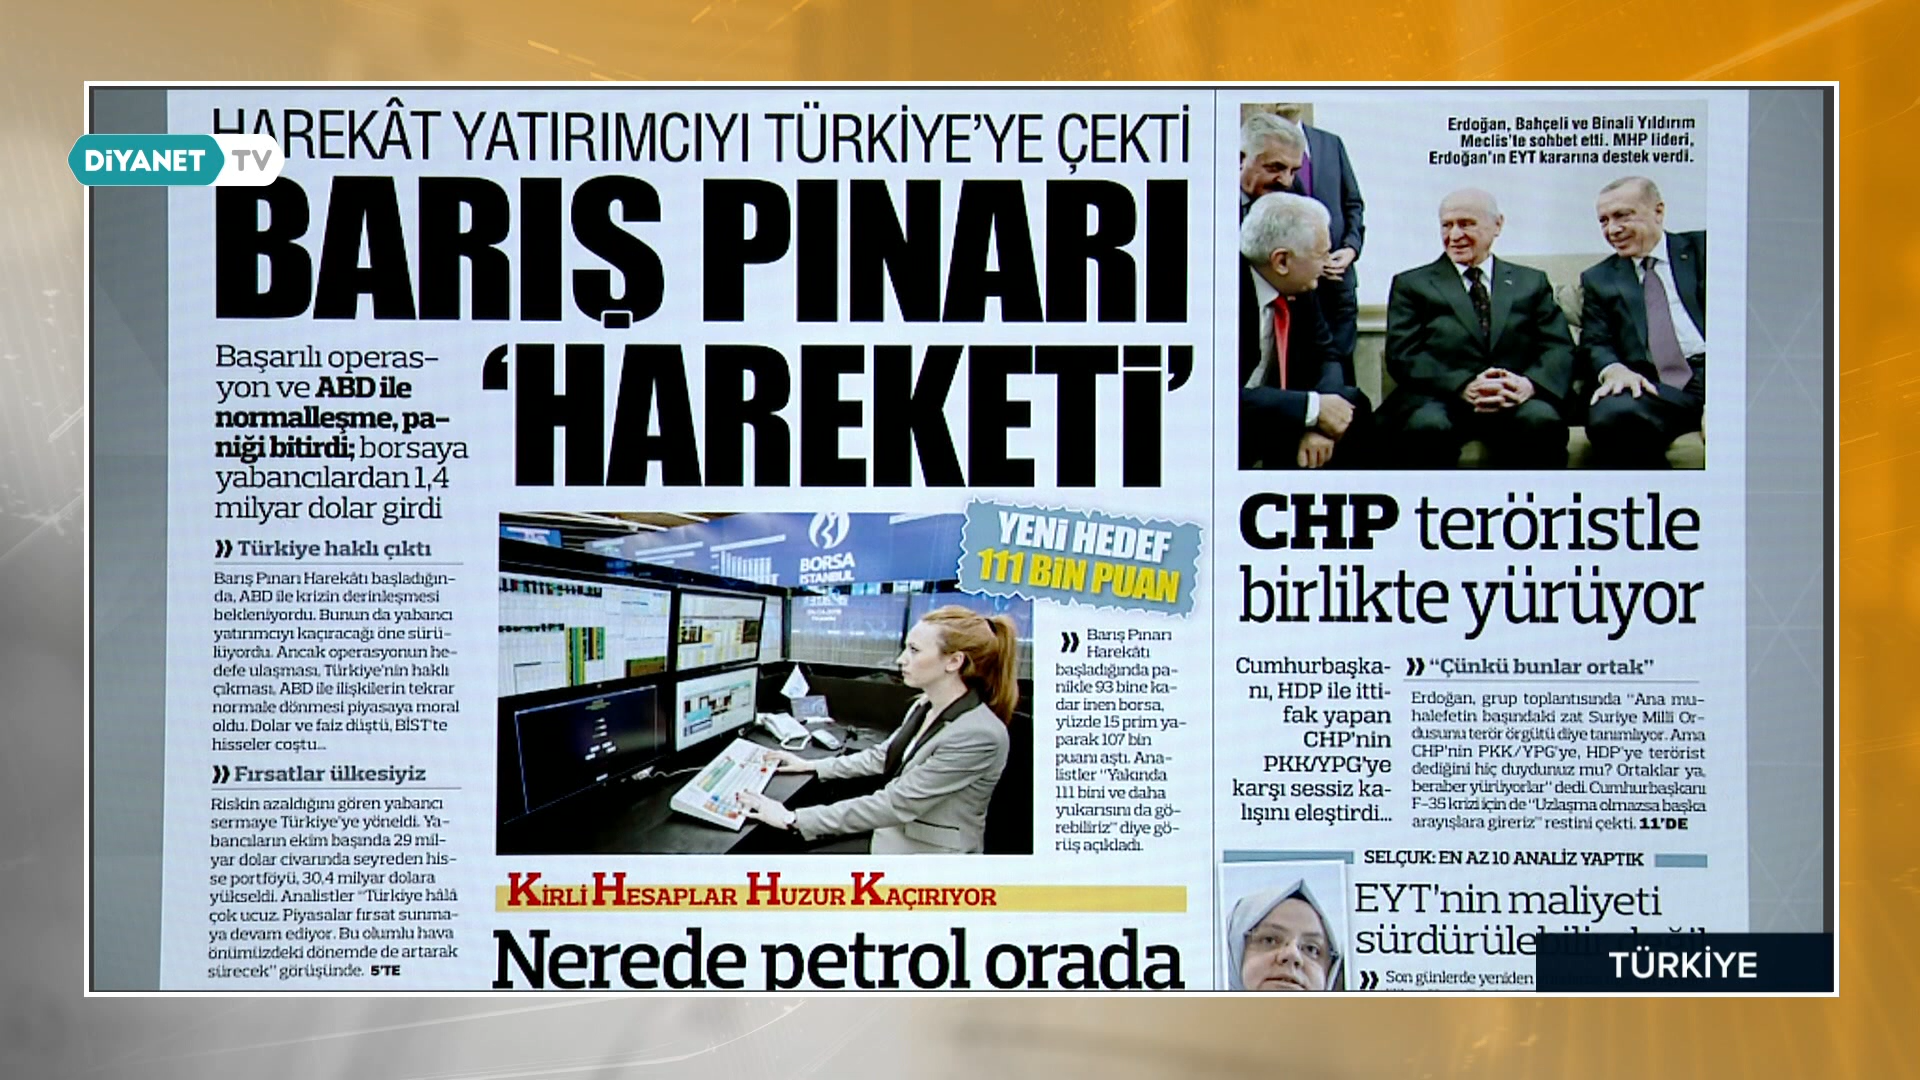 DİYANET TV
HAREKÂT YATIRIMCIYI TÜRKİYE'YE ÇEKTİ
BARIŞ PINARI
'HAREKETİ'
Başarılı operas-
yon ve ABD ile
normalleşme, pa-
niği bitirdi; borsaya
yabancılardan 1,4
milyar dolar girdi
» Türkiye haklı çıktı
Barış Pınarı Harekâtı başladığın-
da, ABD ile krizin derinleşmesi
bekleniyordu. Bunun da yabancı
yatırımcıyı kaçıracağı öne sürü-
lüyordu. Ancak operasyonun he-
defe ulaşması, Türkiye'nin haklı
çıkması, ABD ile ilişkilerin tekrar
normale dönmesi piyasaya moral
oldu. Dolar ve faiz düştü, BİST'te
hisseler coştu...
» Fırsatlar ülkesiyiz
Riskin azaldığını gören yabancı
sermaye Türkiye'ye yöneldi. Ya-
bancıların ekim başında 29 mil-
yar dolar civarında seyreden his-
se portföyü, 30,4 milyar dolara
yükseldi. Analistler "Türkiye hâlâ
çok ucuz. Piyasalar fırsat sunma-
ya devam ediyor. Bu olumlu hava
önümüzdeki dönemde de artarak
sürecek" görüşünde. 5'TE
BORSA
İSTANBUL
YENİ HEDEF
111 BİN PUAN
» Barış Pınarı
Harekâtı
başladığında pa-
nikle 93 bine ka-
dar inen borsa,
yüzde 15 prim ya-
parak 107 bin
puanı aştı. Ana-
listler "Yakında
111 bini ve daha
yukarısını da gö-
rebiliriz" diye gö-
rüş açıkladı.
KİRLİ HESAPLAR HUZUR KAÇIRIYOR
Nerede petrol orada
Erdoğan, Bahçeli ve Binali Yıldırım
Meclis'te sohbet etti. MHP lideri,
Erdoğan'ın EYT kararına destek verdi.
CHP teröristle
birlikte yürüyor
Cumhurbaşka-
nı, HDP ile itti-
fak yapan
CHP'nin
PKK/YPG'ye
karşı sessiz ka-
lışını eleştirdi...
» "Çünkü bunlar ortak"
Erdoğan, grup toplantısında "Ana mu-
halefetin başındaki zat Suriye Milli Or-
dusunu terör örgütü diye tanımlıyor. Ama
CHP'nin PKK/YPG'ye, HDP'ye terörist
dediğini hiç duydunuz mu? Ortaklar ya,
beraber yürüyorlar" dedi. Cumhurbaşkanı
F-35 krizi için de "Uzlaşma olmazsa başka
arayışlara gireriz" restini çekti. 11'DE
SELÇUK: EN AZ 10 ANALİZ YAPTIK
EYT'nin maliyeti
sürdürülebilir değil
» Son günlerde yeniden
TÜRKİYE